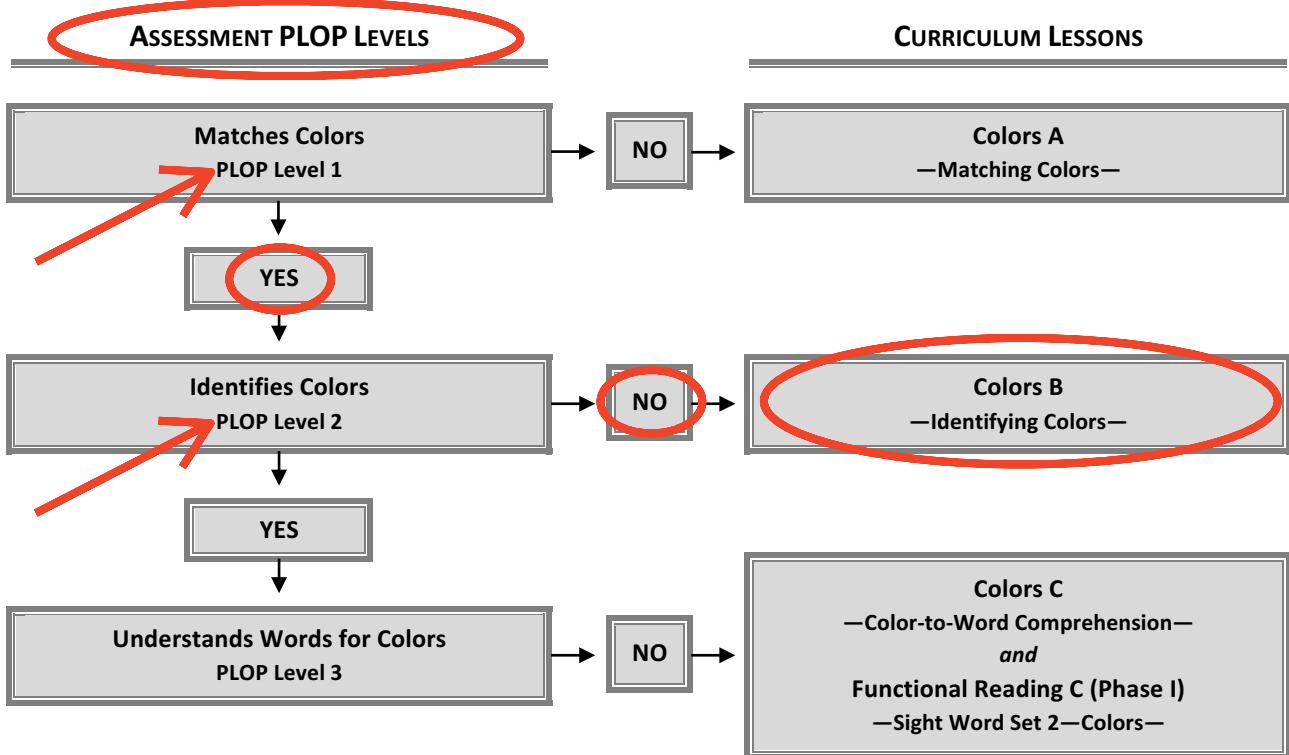 ASSESSMENT PLOP LEVELS
CURRICULUM LESSONS
Matches Colors
PLOP Level 1
NO
Colors A
—Matching Colors—
YES
Identifies Colors
PLOP Level 2
NO
Colors B
—Identifying Colors—
YES
Understands Words for Colors
PLOP Level 3
NO
Colors C
—Color-to-Word Comprehension—
and
Functional Reading C (Phase I)
—Sight Word Set 2—Colors—